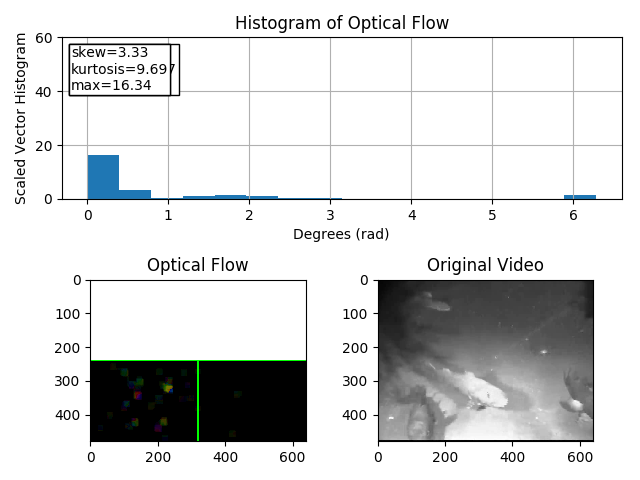 Histogram of Optical Flow
Scaled Vector Histogram
60
40
20
0
skew=3.33
kurtosis=9.697
max=16.34
0 1 2 3 4 5 6
Degrees (rad)
Optical Flow
0
100
200
300
400
0 200 400 600
Original Video
0
100
200
300
400
0 200 400 600